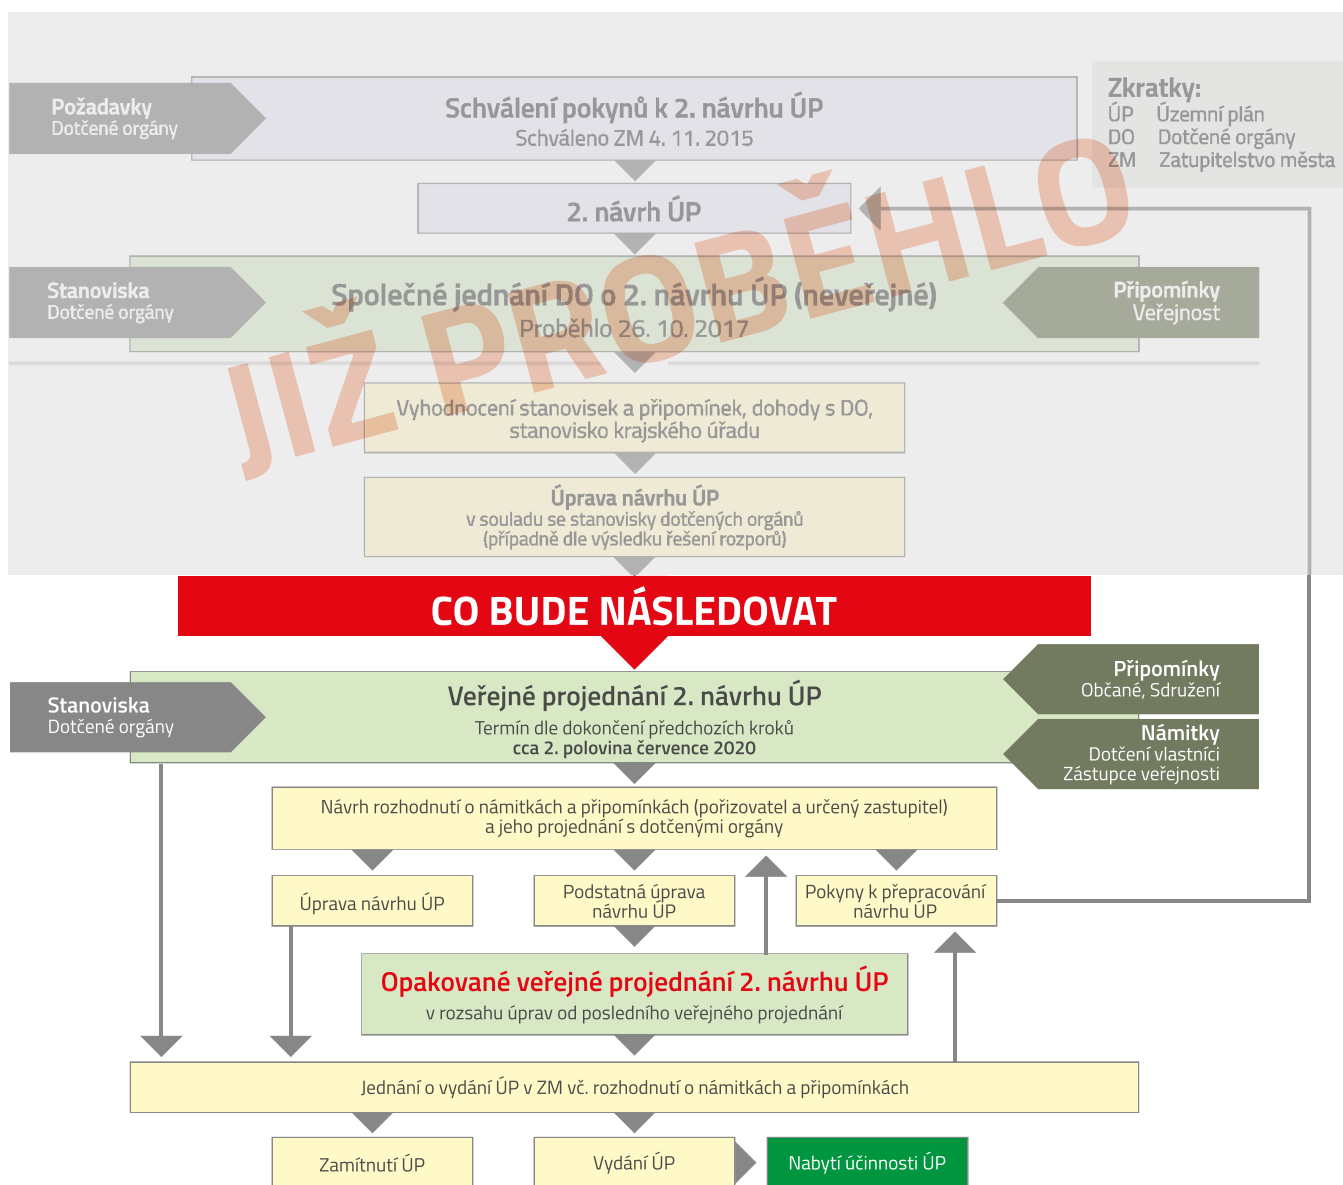 Požadavky
Dotčené orgány
Schválení pokynů k 2. návrhu ÚP
Schváleno ZM 4. 11. 2015
Zkratky:
ÚP Územní plán
DO Dotčené orgány
ZM Zatupitelstvo města
2. návrh ÚP
Stanoviska
Dotčené orgány
Společné jednání DO o 2. návrhu ÚP (neveřejné)
Proběhlo 26. 10. 2017
Připomínky
Veřejnost
JIŽ PROBĚHLO
Vyhodnocení stanovisek a připomínek, dohody s DO,
stanovisko krajského úřadu
Úprava návrhu ÚP
v souladu se stanovisky dotčených orgánů
(případně dle výsledku řešení rozporů)
CO BUDE NÁSLEDOVAT
Stanoviska
Dotčené orgány
Veřejné projednání 2. návrhu ÚP
Termín dle dokončení předchozích kroků
cca 2. polovina července 2020
Připomínky
Občané, Sdružení
Námitky
Dotčení vlastníci
Zástupce veřejnosti
Návrh rozhodnutí o námitkách a připomínkách (pořizovatel a určený zastupitel)
a jeho projednání s dotčenými orgány
Úprava návrhu ÚP
Podstatná úprava
návrhu ÚP
Pokyny k přepracování
návrhu ÚP
Opakované veřejné projednání 2. návrhu ÚP
v rozsahu úprav od posledního veřejného projednání
Jednání o vydání ÚP v ZM vč. rozhodnutí o námitkách a připomínkách
Zamítnutí ÚP
Vydání ÚP
Nabytí účinnosti ÚP